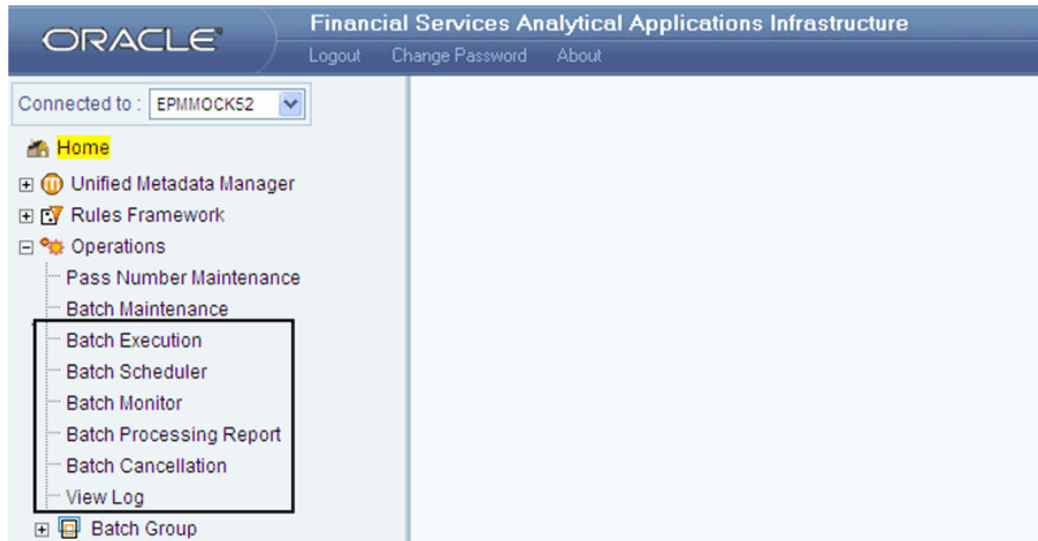 ORACLE®
Financial Services Analytical Applications Infrastructure
Logout Change Password About
Connected to : EPMMOCK52
Home
Unified Metadata Manager
Rules Framework
Operations
Pass Number Maintenance
Batch Maintenance
Batch Execution
Batch Scheduler
Batch Monitor
Batch Processing Report
Batch Cancellation
View Log
Batch Group